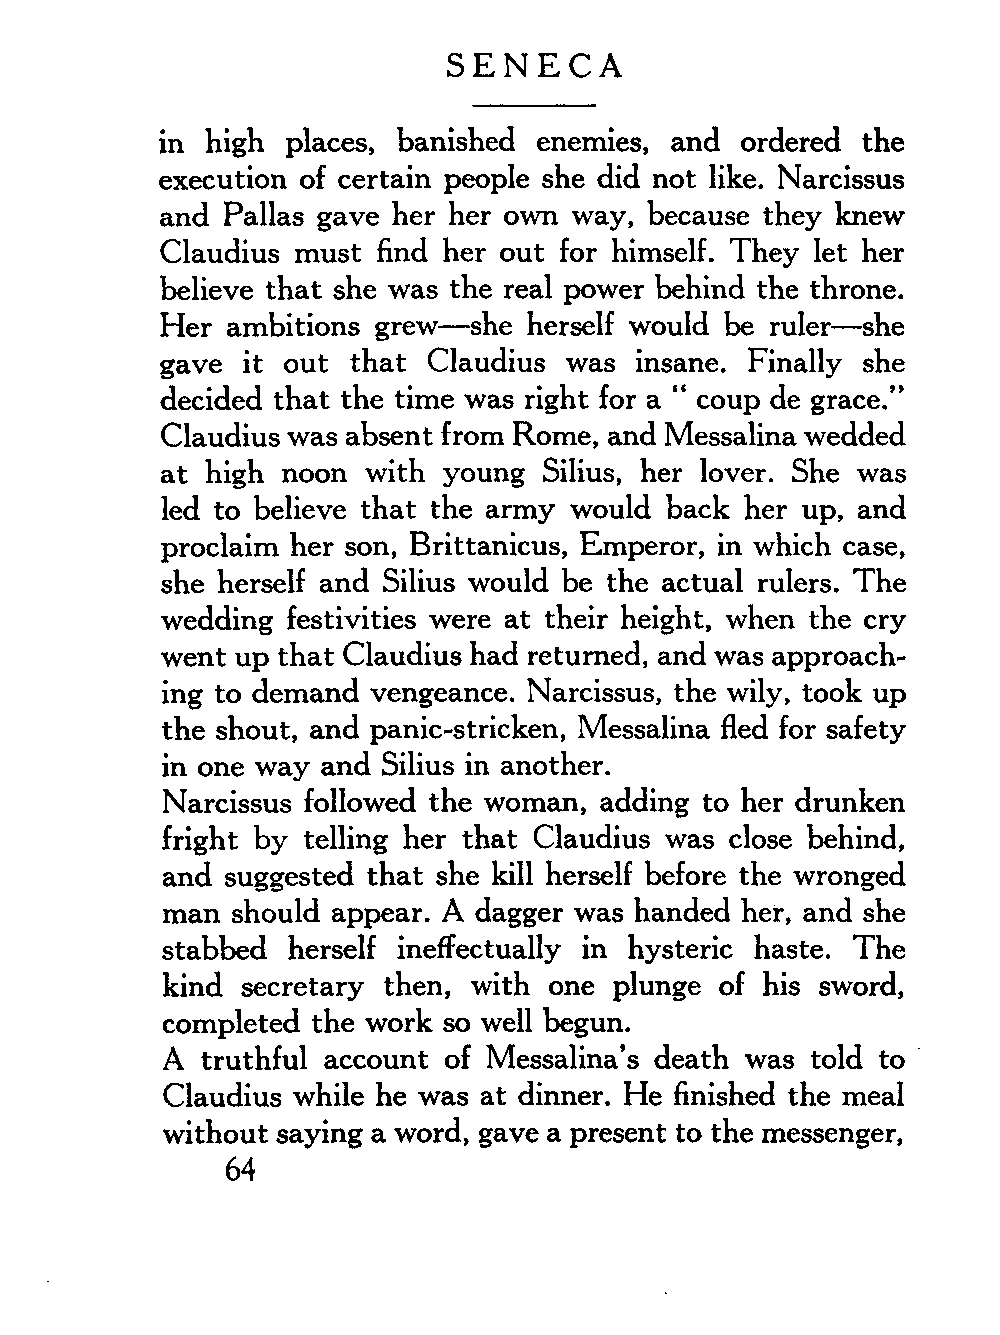 SENECA
in high places, banished enemies, and ordered the
execution of certain people she did not like. Narcissus
and Pallas gave her her own way, because they knew
Claudius must find her out for himself. They let her
believe that she was the real power behind the throne.
Her ambitions grew—she herself would be ruler—she
gave it out that Claudius was insane. Finally she
decided that the time was right for a “ coup de grace.”
Claudius was absent from Rome, and Messalina wedded
at high noon with young Silius, her lover. She was
led to believe that the army would back her up, and
proclaim her son, Brittanicus, Emperor, in which case,
she herself and Silius would be the actual rulers. The
wedding festivities were at their height, when the cry
went up that Claudius had returned, and was approach-
ing to demand vengeance. Narcissus, the wily, took up
the shout, and panic-stricken, Messalina fled for safety
in one way and Silius in another.
Narcissus followed the woman, adding to her drunken
fright by telling her that Claudius was close behind,
and suggested that she kill herself before the wronged
man should appear. A dagger was handed her, and she
stabbed herself ineffectually in hysteric haste. The
kind secretary then, with one plunge of his sword,
completed the work so well begun.
A truthful account of Messalina's death was told to
Claudius while he was at dinner. He finished the meal
without saying a word, gave a present to the messenger,
64